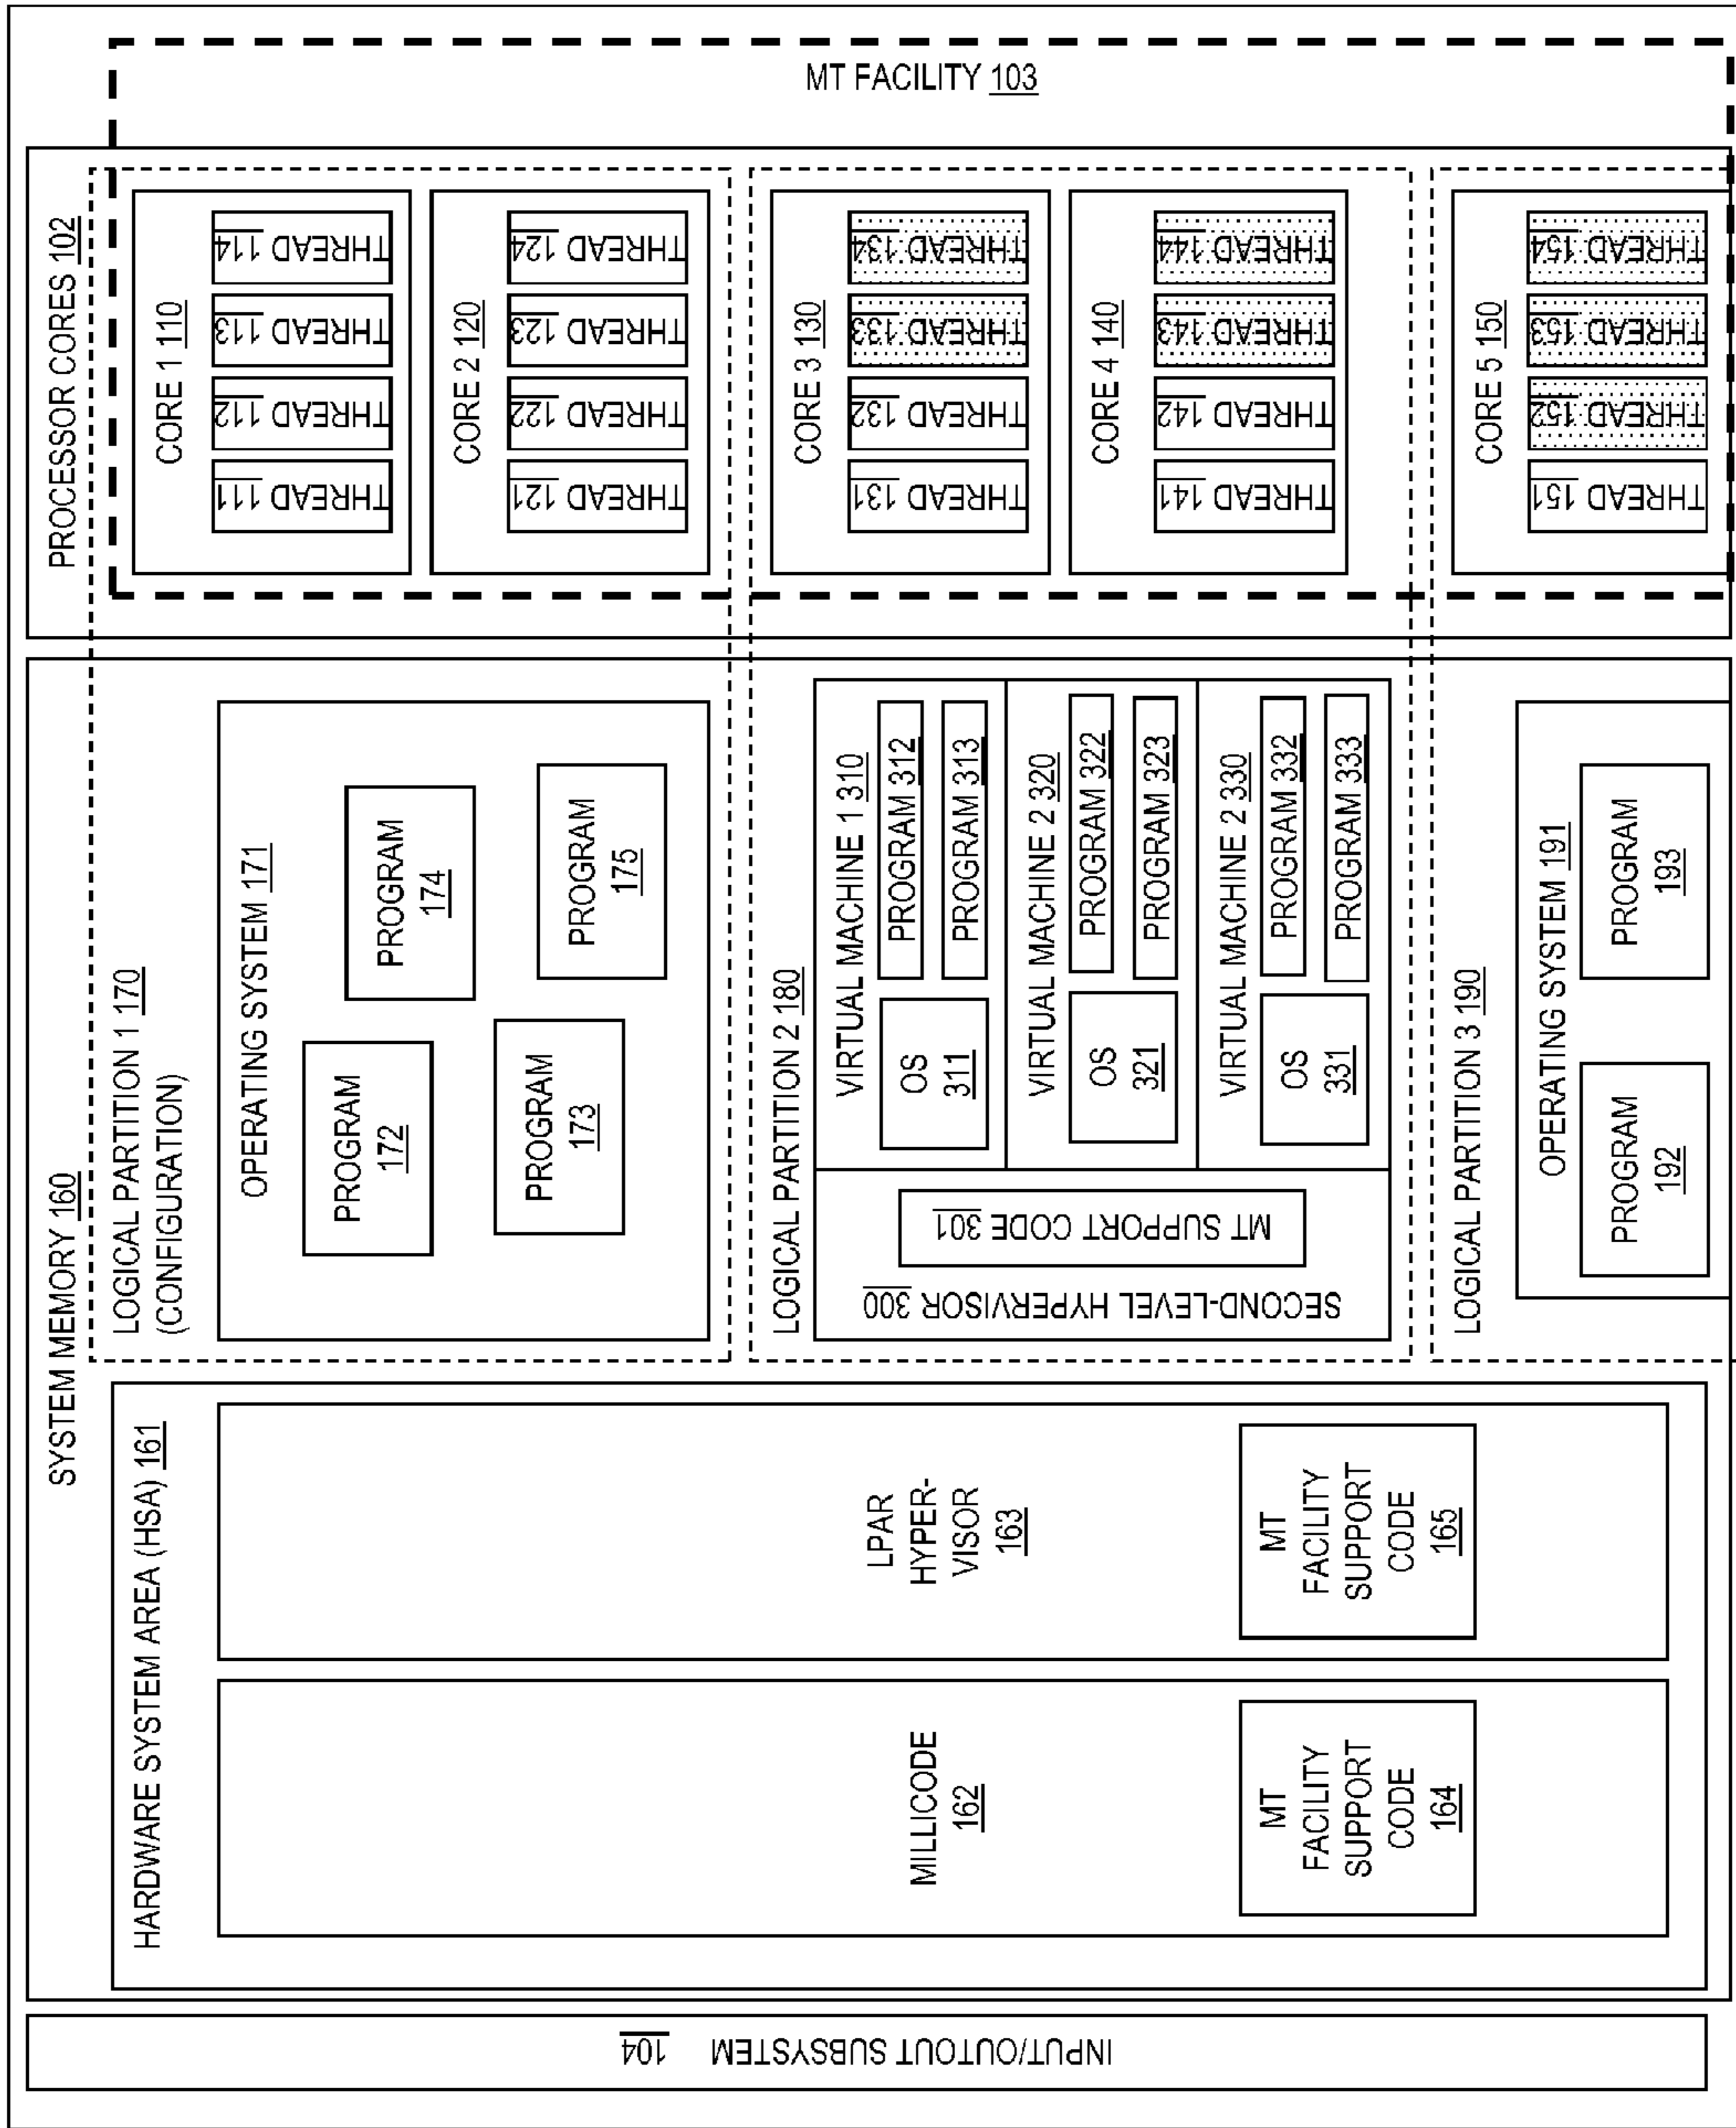 MT FACILITY 103
PROCESSOR CORES 102
CORE 1 110
THREAD 111
THREAD 112
THREAD 113
THREAD 114
CORE 2 120
THREAD 121
THREAD 122
THREAD 123
THREAD 124
CORE 3 130
THREAD 131
THREAD 132
THREAD 133
THREAD 134
CORE 4 140
THREAD 141
THREAD 142
THREAD 143
THREAD 144
CORE 5 150
THREAD 151
THREAD 152
THREAD 153
THREAD 154
SYSTEM MEMORY 160
LOGICAL PARTITION 1 170
(CONFIGURATION)
OPERATING SYSTEM 171
PROGRAM
172
PROGRAM
174
PROGRAM
173
PROGRAM
175
LOGICAL PARTITION 2 180
SECOND-LEVEL HYPERVISOR 300
MT SUPPORT CODE 301
VIRTUAL MACHINE 1 310
OS
311
PROGRAM 312
PROGRAM 313
VIRTUAL MACHINE 2 320
OS
321
PROGRAM 322
PROGRAM 323
VIRTUAL MACHINE 2 330
OS
331
PROGRAM 332
PROGRAM 333
LOGICAL PARTITION 3 190
OPERATING SYSTEM 191
PROGRAM
192
PROGRAM
193
HARDWARE SYSTEM AREA (HSA) 161
LPAR
HYPER-
VISOR
163
MT
FACILITY
SUPPORT
CODE
165
MILLICODE
162
MT
FACILITY
SUPPORT
CODE
164
INPUT/OUTOUT SUBSYSTEM 104